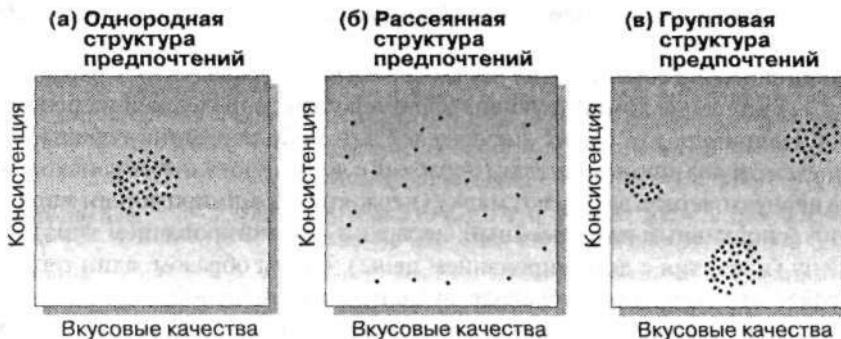 (а) Однородная
структура
предпочтений
Консистенция
Вкусовые качества
(б) Рассеянная
структура
предпочтений
Консистенция
Вкусовые качества
(в) Групповая
структура
предпочтений
Консистенция
Вкусовые качества